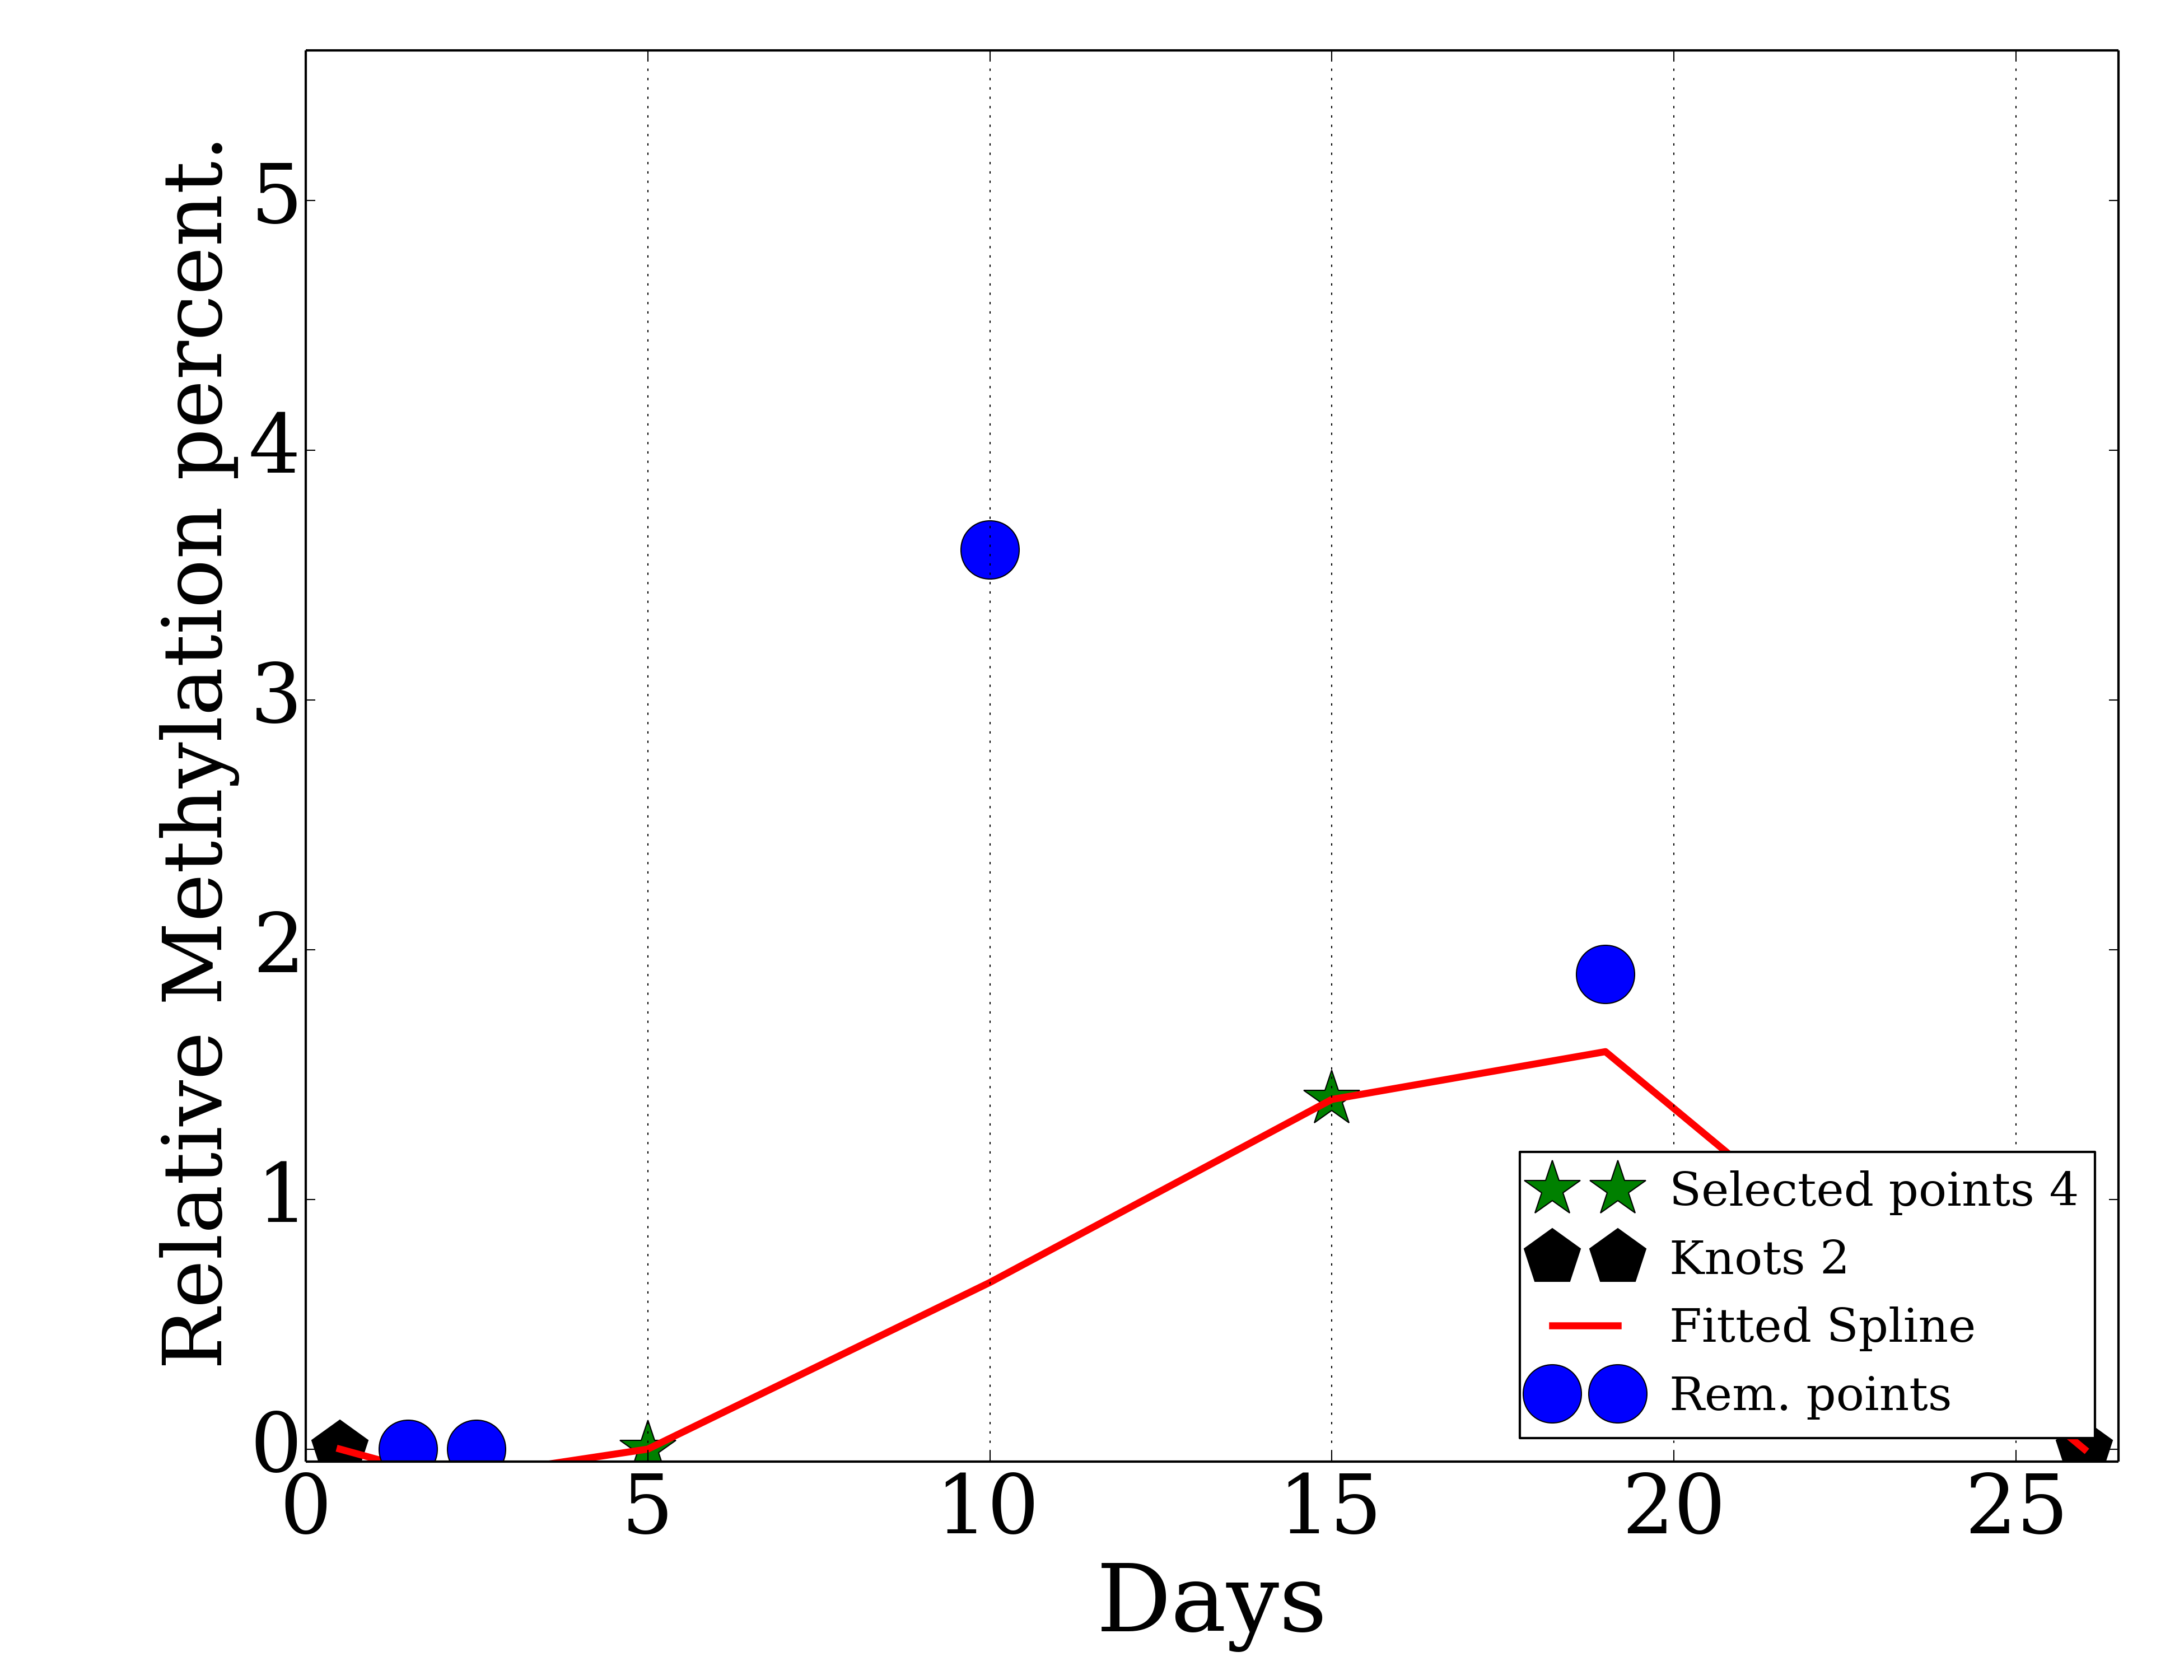 Relative Methylation percent.
5
4
3
2
1
0
Selected points 4
Knots 2
Fitted Spline
Rem. points
0 5 10 15 20 25
Days